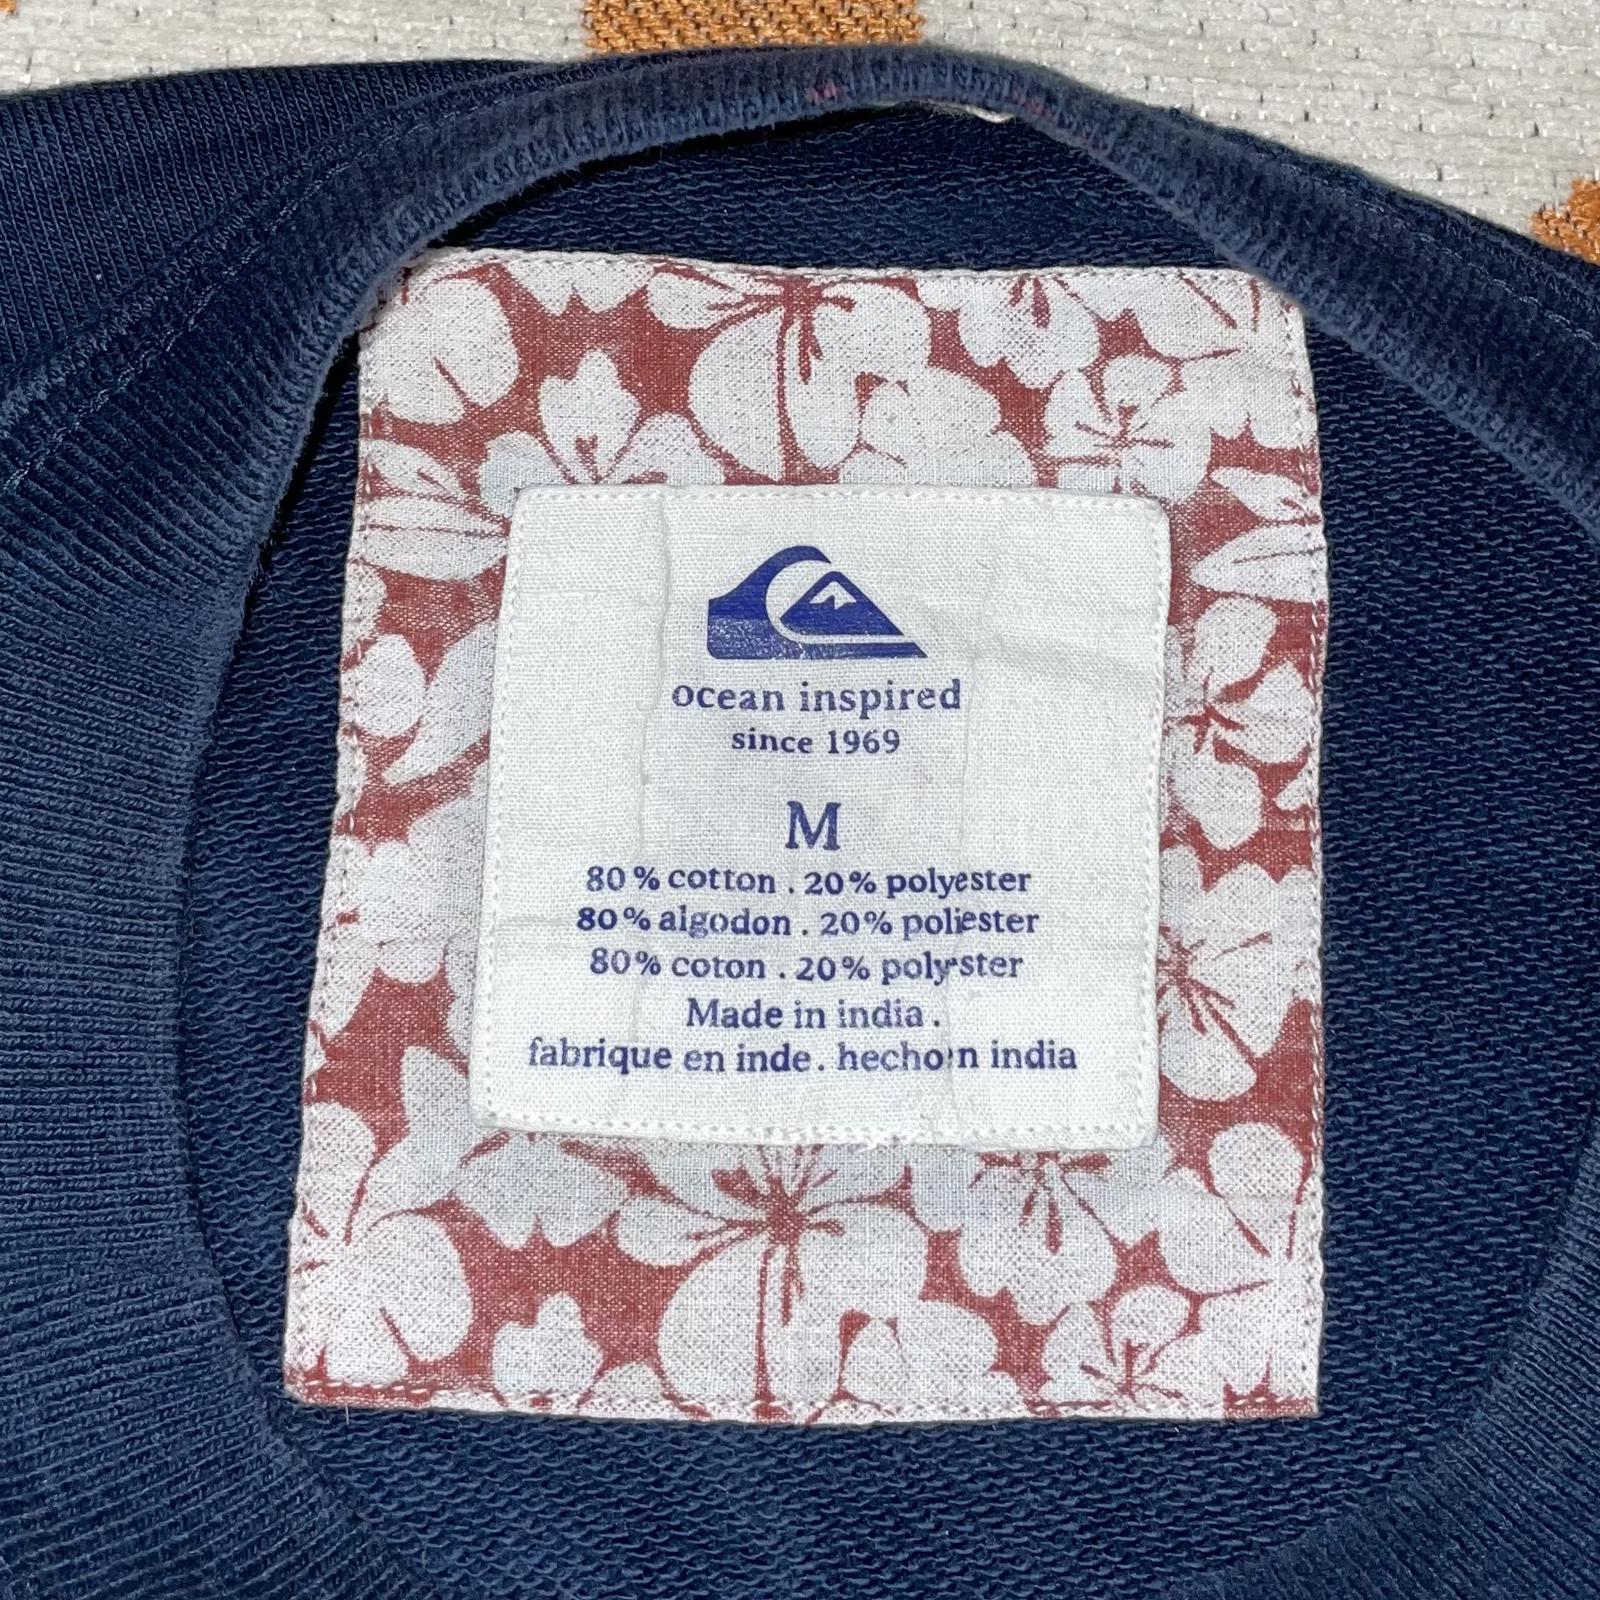 ocean inspired
since 1969
M
80% cotton . 20% polyester
80% algodon . 20% poliester
80% coton . 20% polyster
Made in india .
fabrique en inde . hecho n india